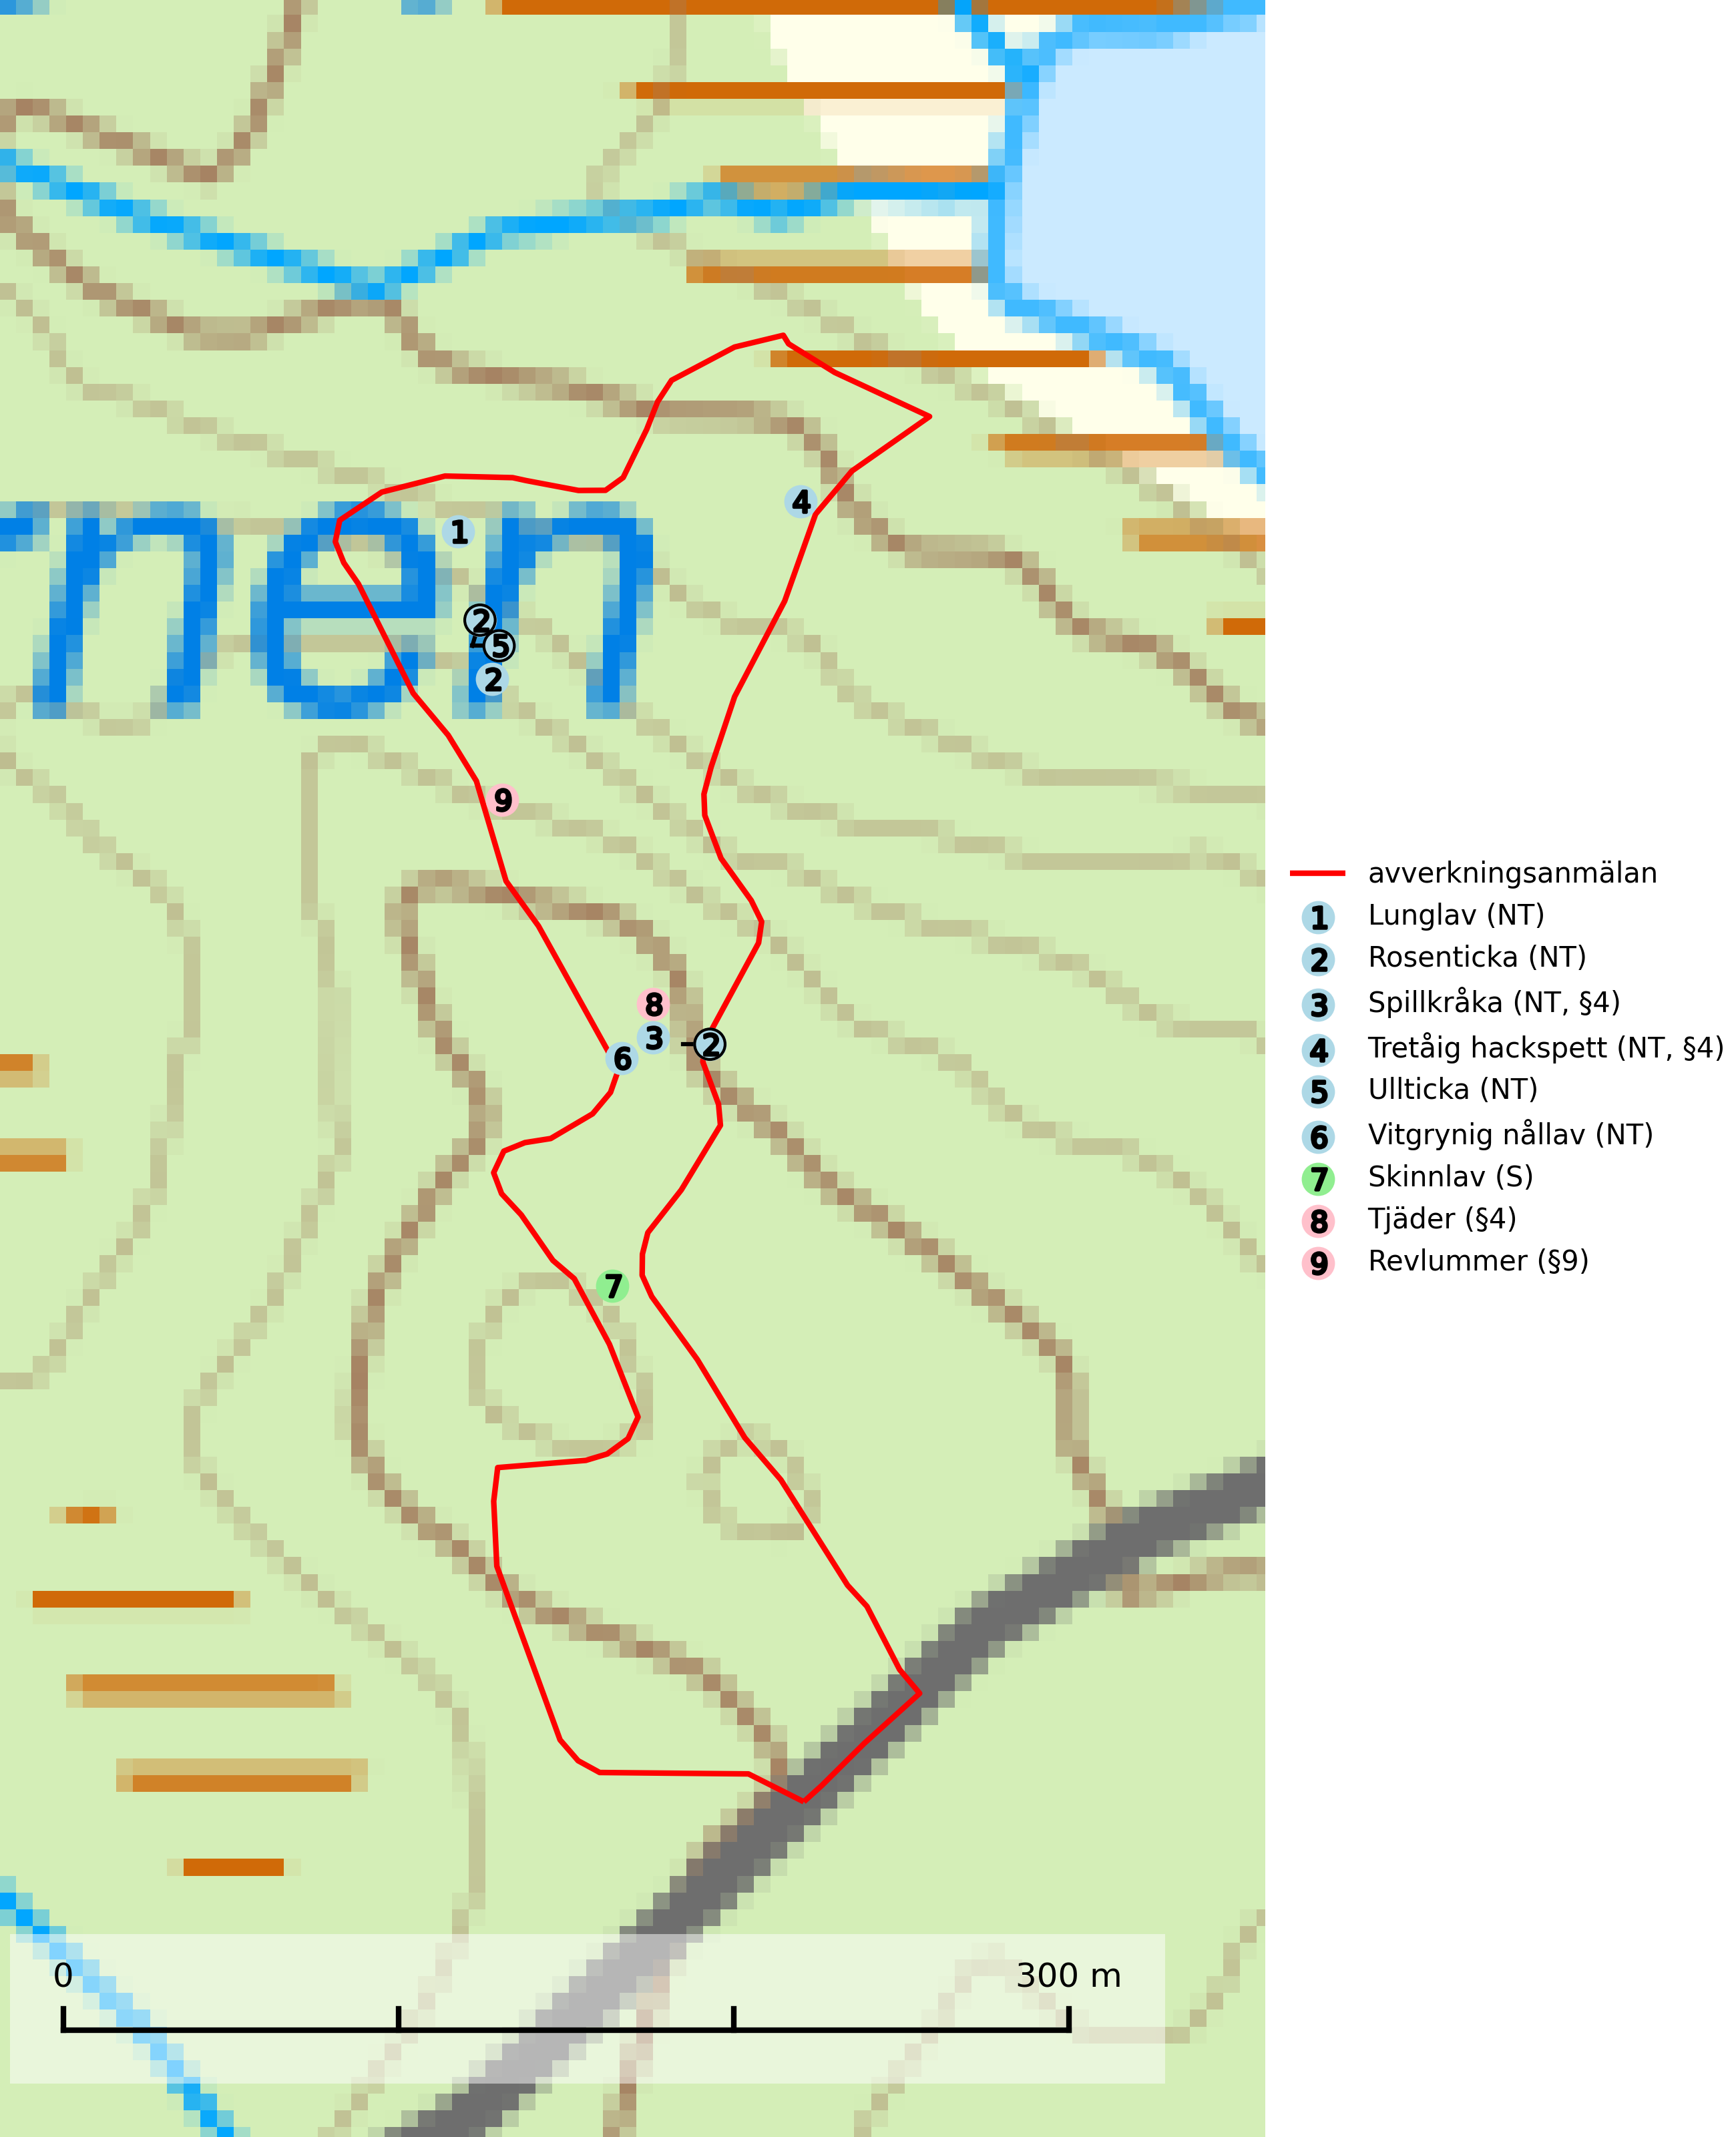 nen
1
4
2
5
2
9
8
3
2
6
7
avverkningsanmälan
1 Lunglav (NT)
2 Rosenticka (NT)
3 Spillkråka (NT, §4)
4 Tretåig hackspett (NT, §4)
5 Ullticka (NT)
6 Vitgrynig nållav (NT)
7 Skinnlav (S)
8 Tjäder (§4)
9 Revlummer (§9)
0 300 m